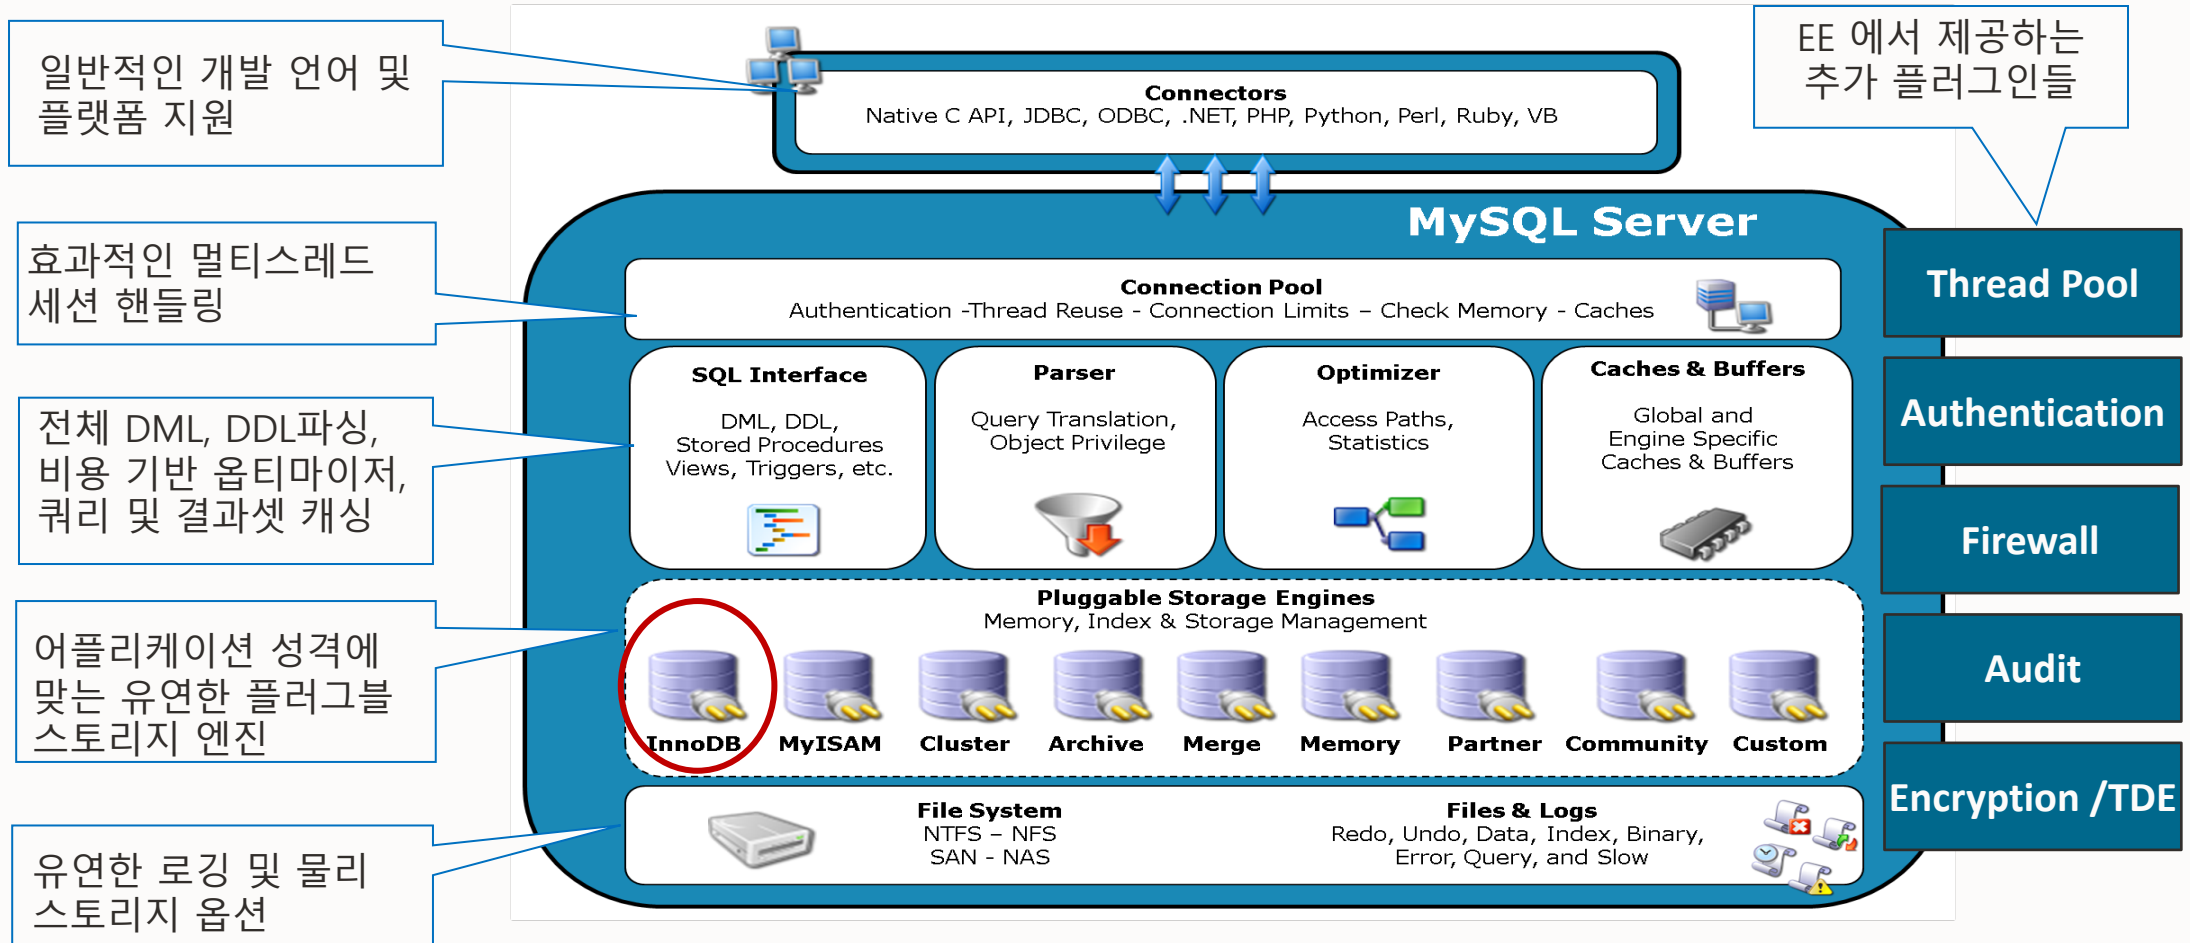 일반적인 개발 언어 및
플랫폼 지원
Connectors
Native C API, JDBC, ODBC, .NET, PHP, Python, Perl, Ruby, VB
EE 에서 제공하는
추가 플러그인들
MySQL Server
효과적인 멀티스레드
세션 핸들링
Connection Pool
Authentication -Thread Reuse - Connection Limits – Check Memory - Caches
Thread Pool
전체 DML, DDL파싱,
비용 기반 옵티마이저,
쿼리 및 결과셋 캐싱
SQL Interface
DML, DDL,
Stored Procedures
Views, Triggers, etc.
Parser
Query Translation,
Object Privilege
Optimizer
Access Paths,
Statistics
Caches & Buffers
Global and
Engine Specific
Caches & Buffers
Authentication
Firewall
어플리케이션 성격에
맞는 유연한 플러그블
스토리지 엔진
Pluggable Storage Engines
Memory, Index & Storage Management
InnoDB
MyISAM
Cluster
Archive
Merge
Memory
Partner
Community
Custom
Audit
Encryption /TDE
유연한 로깅 및 물리
스토리지 옵션
File System
NTFS – NFS
SAN - NAS
Files & Logs
Redo, Undo, Data, Index, Binary,
Error, Query, and Slow